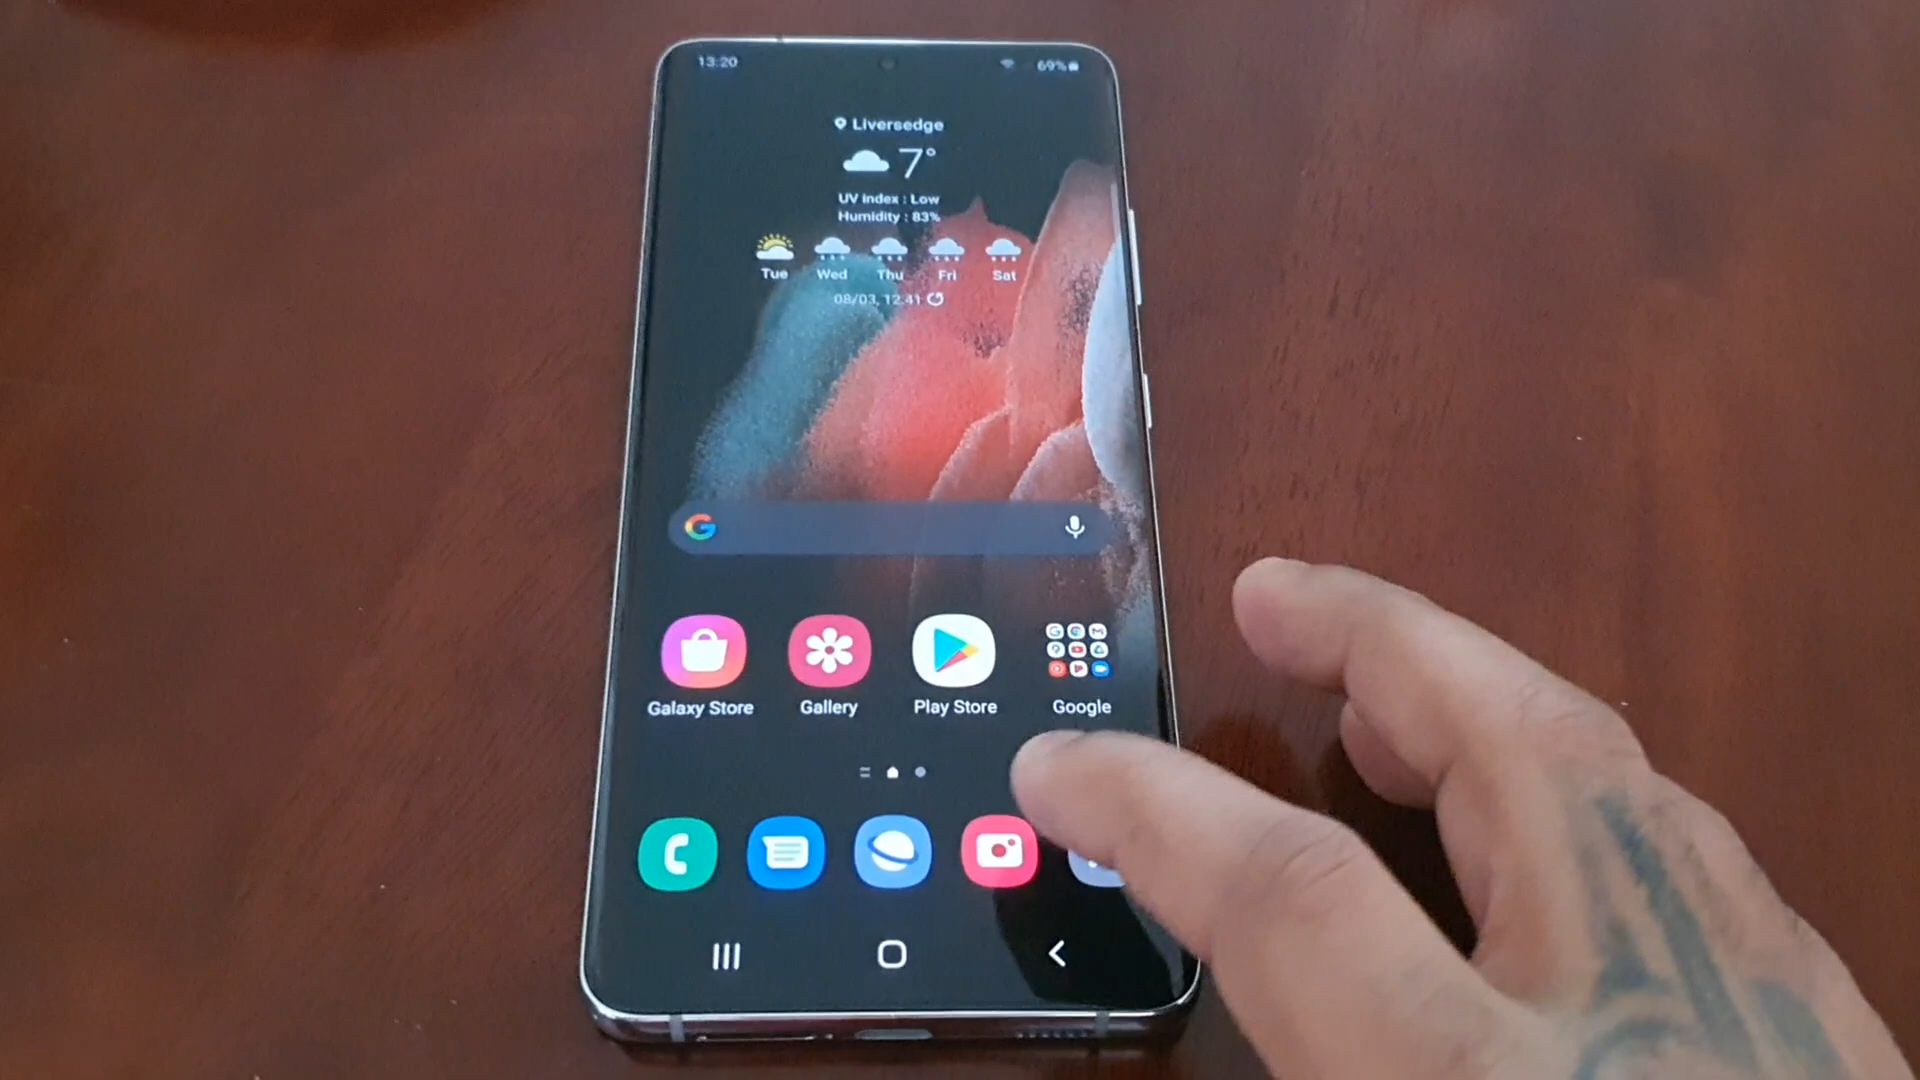 13:20
69%
Liversedge
7°
UV Index : Low
Humidity : 83%
Tue Wed Thu Fri Sat
08/03, 12:41
G
Galaxy Store Gallery Play Store Google